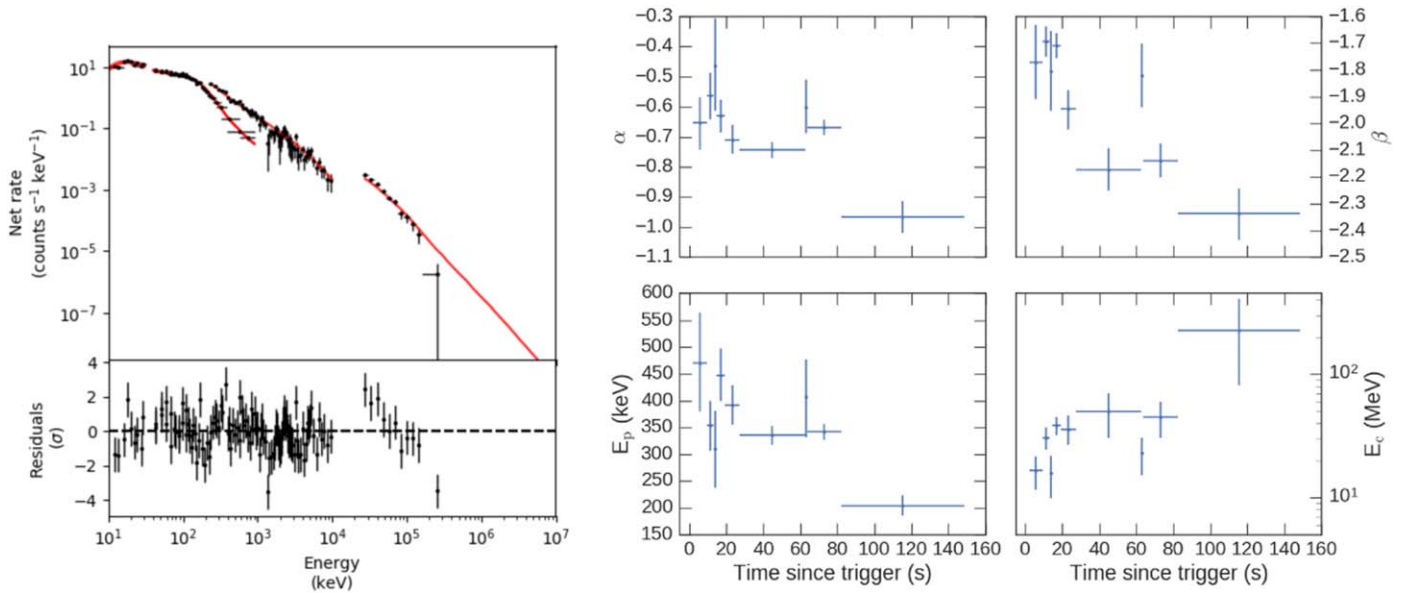 10¹
10⁻¹
10⁻³
10⁻⁵
10⁻⁷
Net rate
(counts s⁻¹ keV⁻¹)
4
2
0
−2
−4
Residuals
(σ)
10¹ 10² 10³ 10⁴ 10⁵ 10⁶ 10⁷
Energy
(keV)
−0.3
−0.4
−0.5
−0.6
−0.7
−0.8
−0.9
−1.0
−1.1
α
−1.6
−1.7
−1.8
−1.9
−2.0
−2.1
−2.2
−2.3
−2.4
−2.5
β
600
550
500
450
400
350
300
250
200
150
E_p (keV)
0 20 40 60 80 100 120 140 160
Time since trigger (s)
10²
10¹
E_c (MeV)
0 20 40 60 80 100 120 140 160
Time since trigger (s)